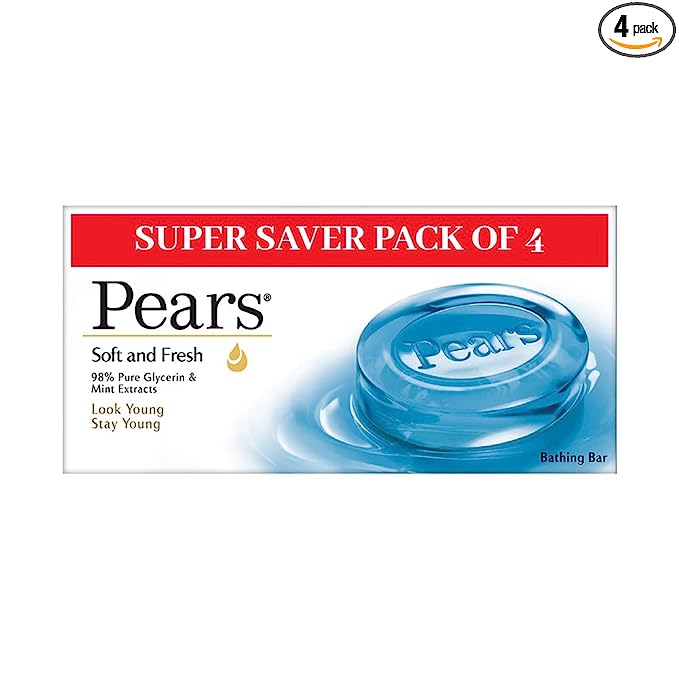 4 pack
SUPER SAVER PACK OF 4
Pears®
Soft and Fresh
98% Pure Glycerin &
Mint Extracts
Look Young
Stay Young
Pears
Bathing Bar